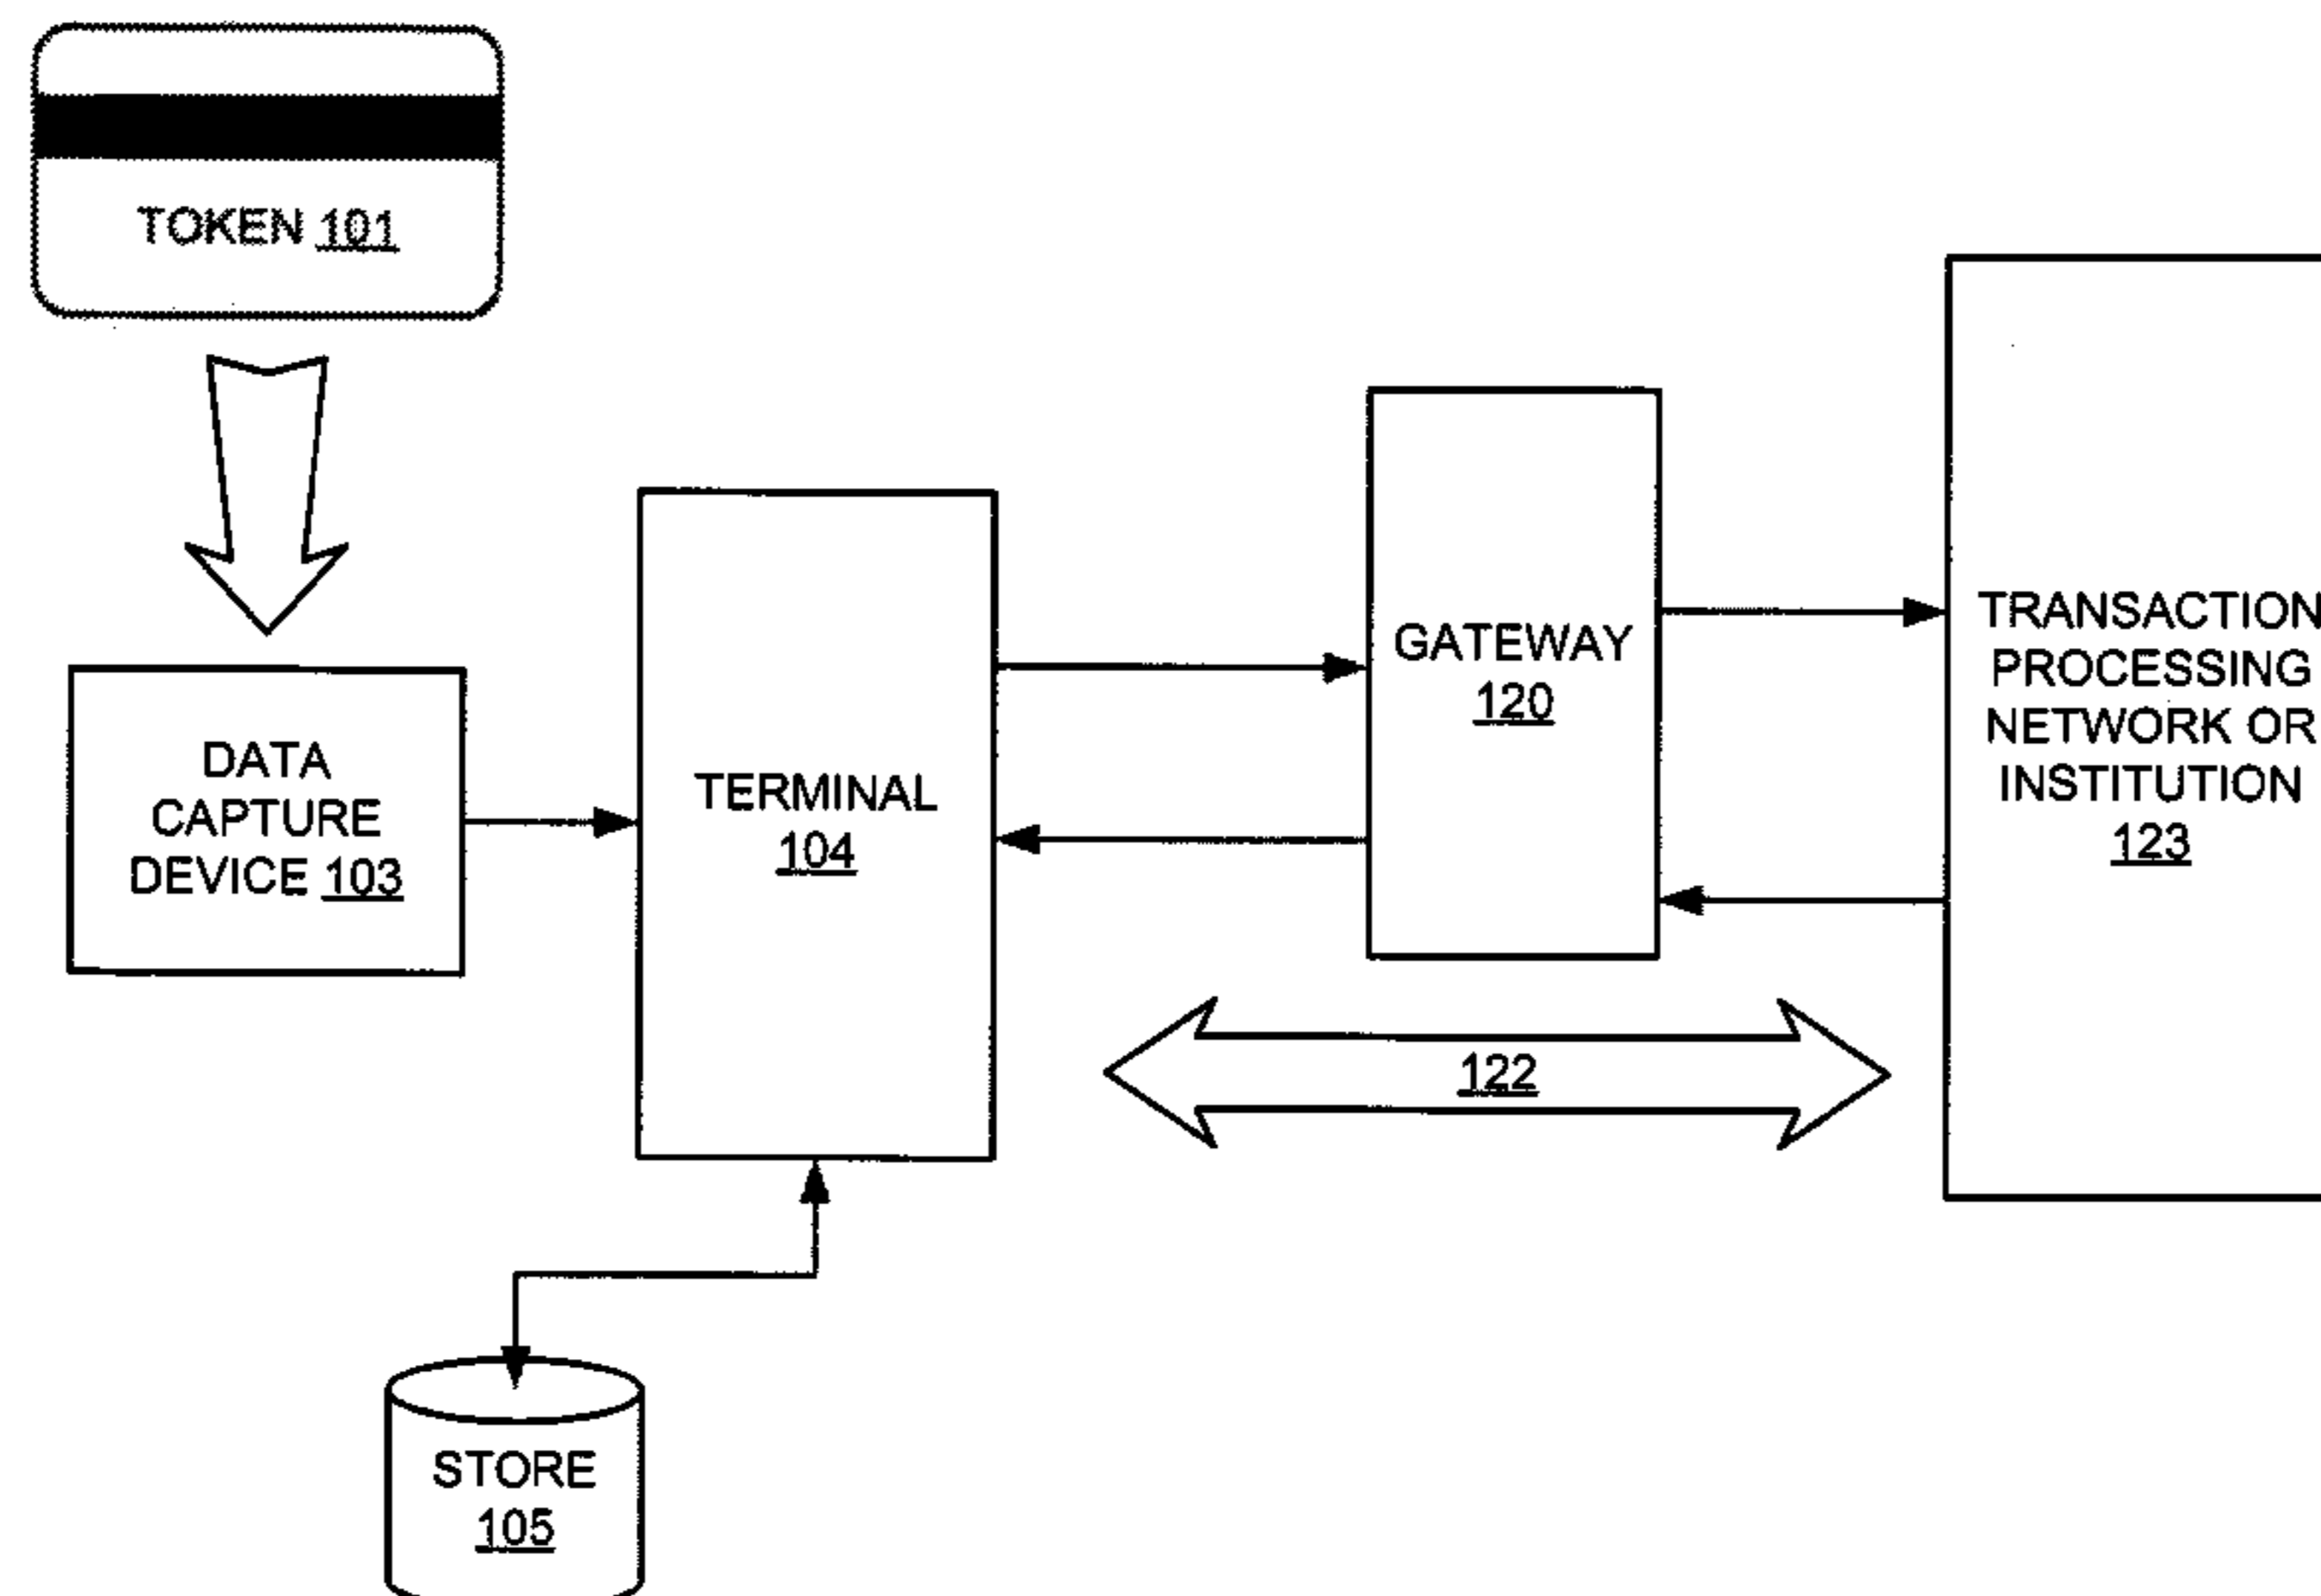 TOKEN 101
DATA
CAPTURE
DEVICE 103
TERMINAL
104
GATEWAY
120
TRANSACTION
PROCESSING
NETWORK OR
INSTITUTION
123
122
STORE
105